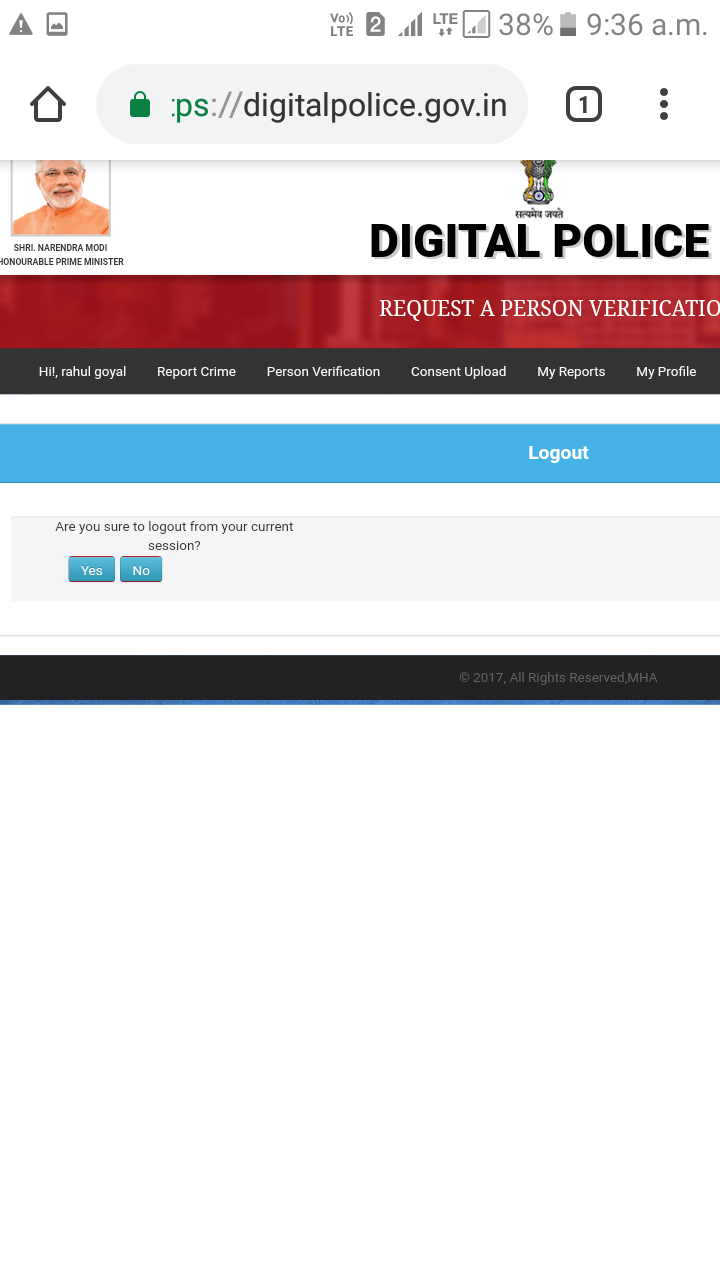 Vo)) LTE 2 LTE 38% 9:36 a.m.
ps://digitalpolice.gov.in
1
SHRI. NARENDRA MODI
HONOURABLE PRIME MINISTER
सत्यमेव जयते
DIGITAL POLICE
REQUEST A PERSON VERIFICATIO
Hi!, rahul goyal Report Crime Person Verification Consent Upload My Reports My Profile
Logout
Are you sure to logout from your current
session?
Yes No
© 2017, All Rights Reserved,MHA